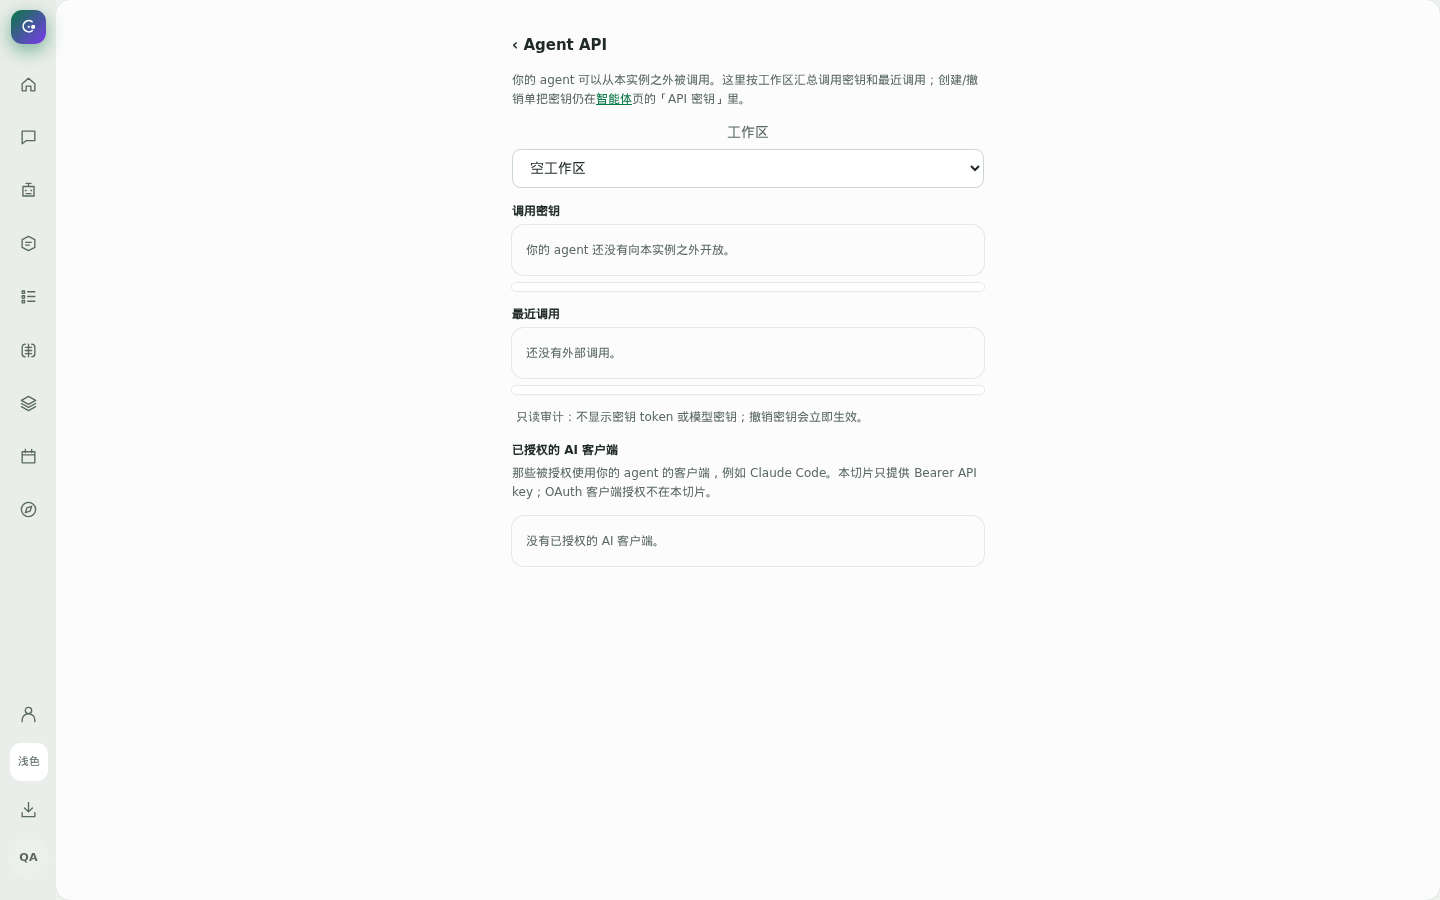 ‹ Agent API
你的 agent 可以从本实例之外被调用。这里按工作区汇总调用密钥和最近调用；创建/撤
销单把密钥仍在智能体页的「API 密钥」里。
工作区
空工作区
调用密钥
你的 agent 还没有向本实例之外开放。
最近调用
还没有外部调用。
只读审计：不显示密钥 token 或模型密钥；撤销密钥会立即生效。
已授权的 AI 客户端
那些被授权使用你的 agent 的客户端，例如 Claude Code。本切片只提供 Bearer API
key；OAuth 客户端授权不在本切片。
没有已授权的 AI 客户端。
浅色
QA